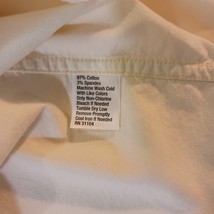 97% Cotton
3% Spandex
Machine Wash Cold
With Like Colors
Only Non-Chlorine
Bleach If Needed
Tumble Dry Low
Remove Promptly
Cool Iron If Needed
RN 31104